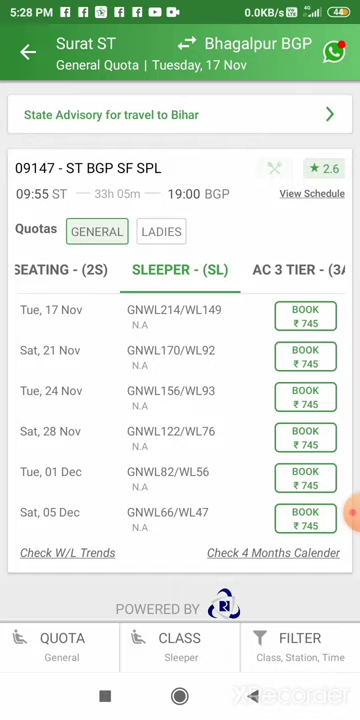 5:28 PM
0.0KB/s
4G
44
Surat ST
Bhagalpur BGP
General Quota | Tuesday, 17 Nov
State Advisory for travel to Bihar
09147 - ST BGP SF SPL
★ 2.6
09:55 ST
33h 05m
19:00 BGP
View Schedule
Quotas
GENERAL
LADIES
SEATING - (2S)
SLEEPER - (SL)
AC 3 TIER - (3A
Tue, 17 Nov
GNWL214/WL149
N.A
BOOK
₹ 745
Sat, 21 Nov
GNWL170/WL92
N.A
BOOK
₹ 745
Tue, 24 Nov
GNWL156/WL93
N.A
BOOK
₹ 745
Sat, 28 Nov
GNWL122/WL76
N.A
BOOK
₹ 745
Tue, 01 Dec
GNWL82/WL56
N.A
BOOK
₹ 745
Sat, 05 Dec
GNWL66/WL47
N.A
BOOK
₹ 745
Check W/L Trends
Check 4 Months Calender
POWERED BY
QUOTA
General
CLASS
Sleeper
FILTER
Class, Station, Time
XRECORDER